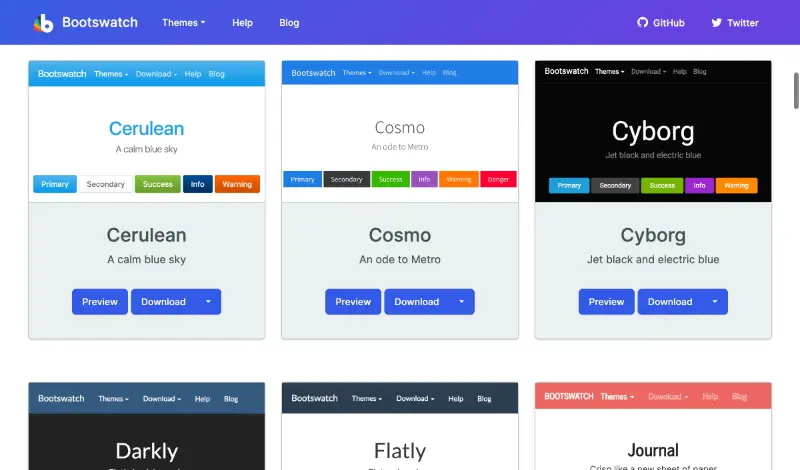 Bootswatch Themes Help Blog GitHub Twitter
Bootswatch Themes Download Help Blog
Cerulean
A calm blue sky
Primary Secondary Success Info Warning
Cerulean
A calm blue sky
Preview Download
Bootswatch Themes Download Help Blog
Cosmo
An ode to Metro
Primary Secondary Success Info Warning Danger
Cosmo
An ode to Metro
Preview Download
Bootswatch Themes Download Help Blog
Cyborg
Jet black and electric blue
Primary Secondary Success Info Warning
Cyborg
Jet black and electric blue
Preview Download
Bootswatch Themes Download Help Blog
Darkly
Bootswatch Themes Download Help Blog
Flatly
BOOTSWATCH Themes Download Help Blog
Journal
Crisp like a new sheet of paper